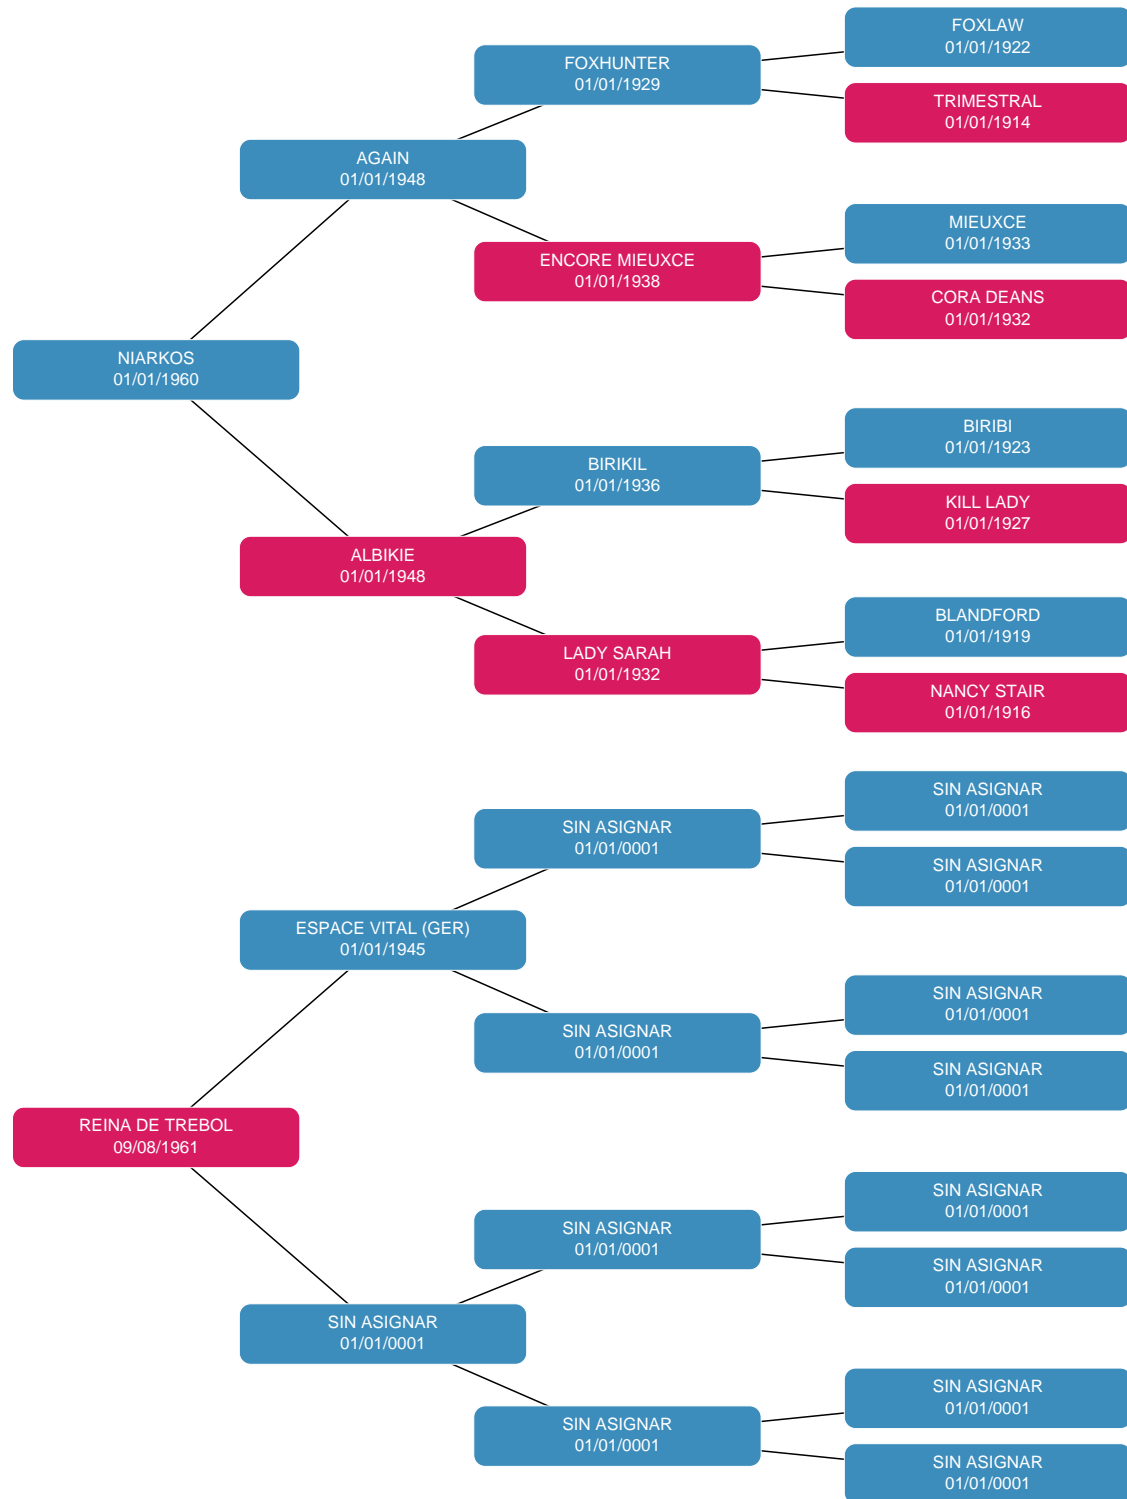 FOXLAW
01/01/1922
FOXHUNTER
01/01/1929
TRIMESTRAL
01/01/1914
AGAIN
01/01/1948
MIEUXCE
01/01/1933
ENCORE MIEUXCE
01/01/1938
CORA DEANS
01/01/1932
NIARKOS
01/01/1960
BIRIBI
01/01/1923
BIRIKIL
01/01/1936
KILL LADY
01/01/1927
ALBIKIE
01/01/1948
BLANDFORD
01/01/1919
LADY SARAH
01/01/1932
NANCY STAIR
01/01/1916
SIN ASIGNAR
01/01/0001
SIN ASIGNAR
01/01/0001
SIN ASIGNAR
01/01/0001
ESPACE VITAL (GER)
01/01/1945
SIN ASIGNAR
01/01/0001
SIN ASIGNAR
01/01/0001
SIN ASIGNAR
01/01/0001
REINA DE TREBOL
09/08/1961
SIN ASIGNAR
01/01/0001
SIN ASIGNAR
01/01/0001
SIN ASIGNAR
01/01/0001
SIN ASIGNAR
01/01/0001
SIN ASIGNAR
01/01/0001
SIN ASIGNAR
01/01/0001
SIN ASIGNAR
01/01/0001